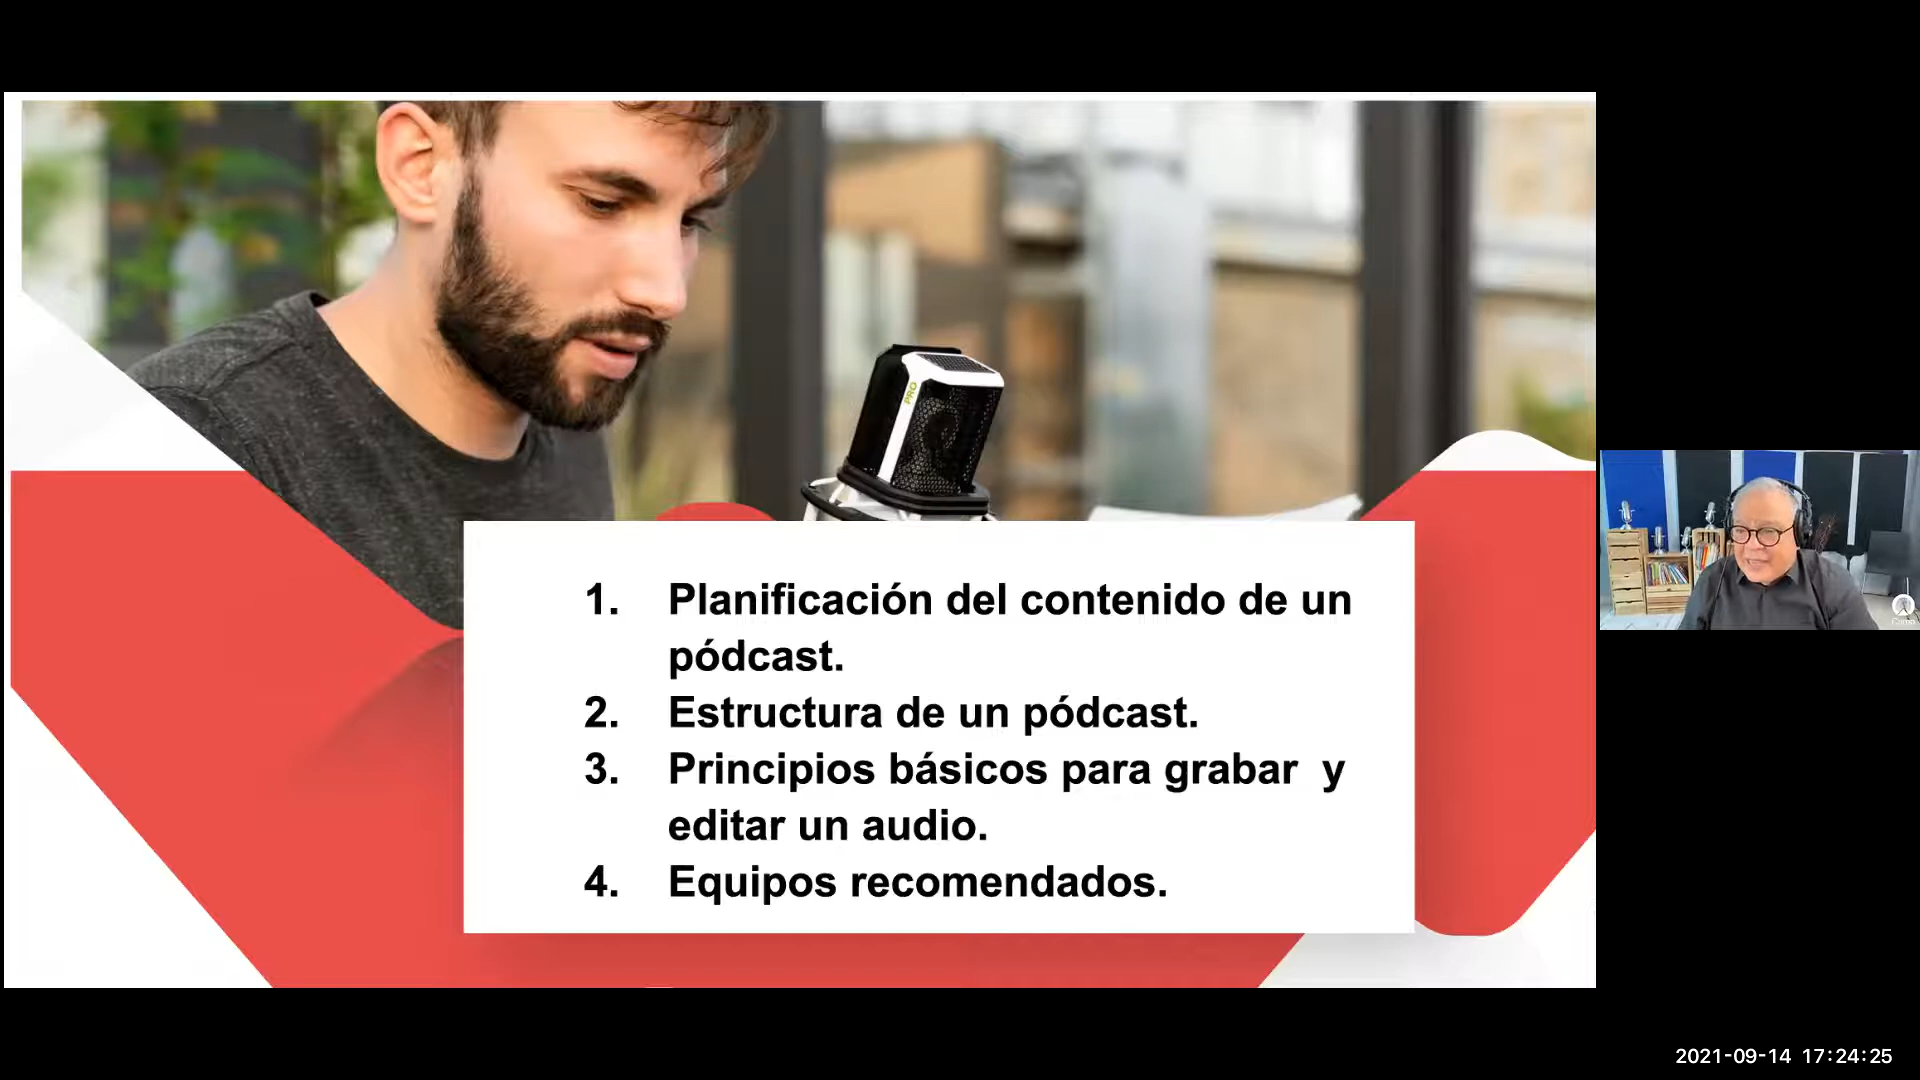 PRO
1. Planificación del contenido de un
pódcast.
2. Estructura de un pódcast.
3. Principios básicos para grabar  y
editar un audio.
4. Equipos recomendados.
2021-09-14 17:24:25